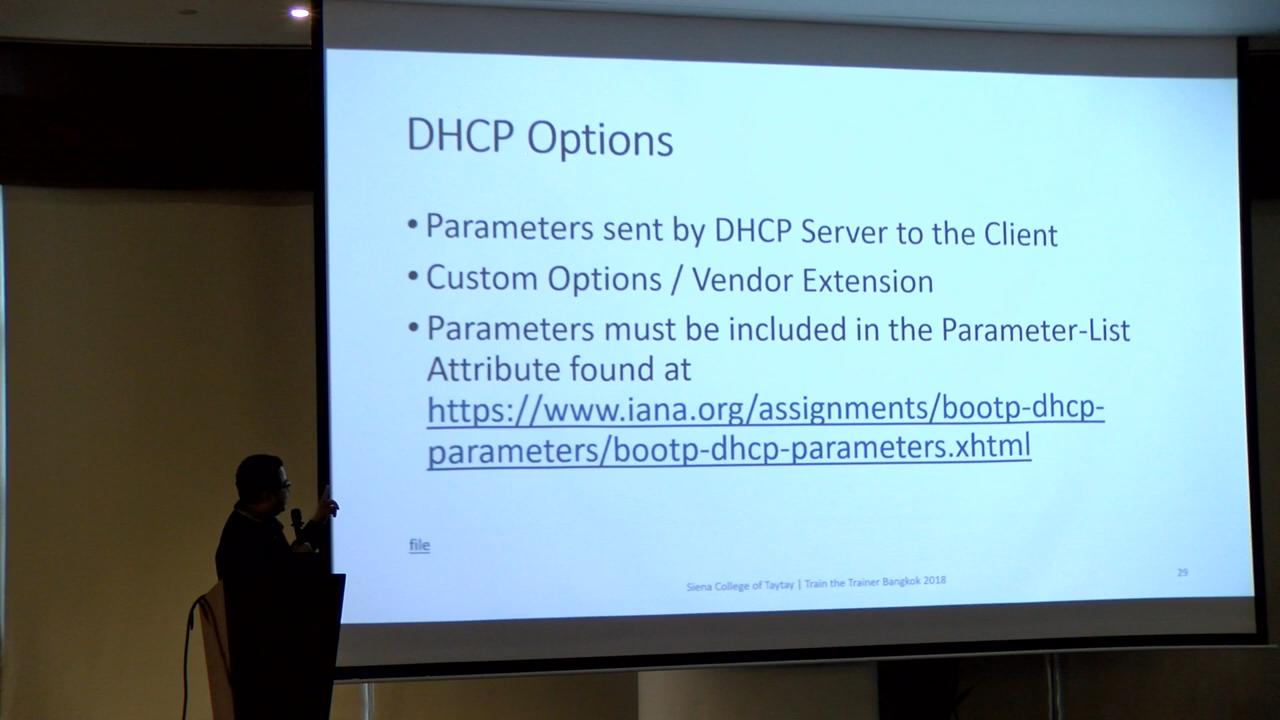 DHCP Options
• Parameters sent by DHCP Server to the Client
• Custom Options / Vendor Extension
• Parameters must be included in the Parameter-List
Attribute found at
https://www.iana.org/assignments/bootp-dhcp-
parameters/bootp-dhcp-parameters.xhtml
file
Siena College of Taytay | Train the Trainer Bangkok 2018
29